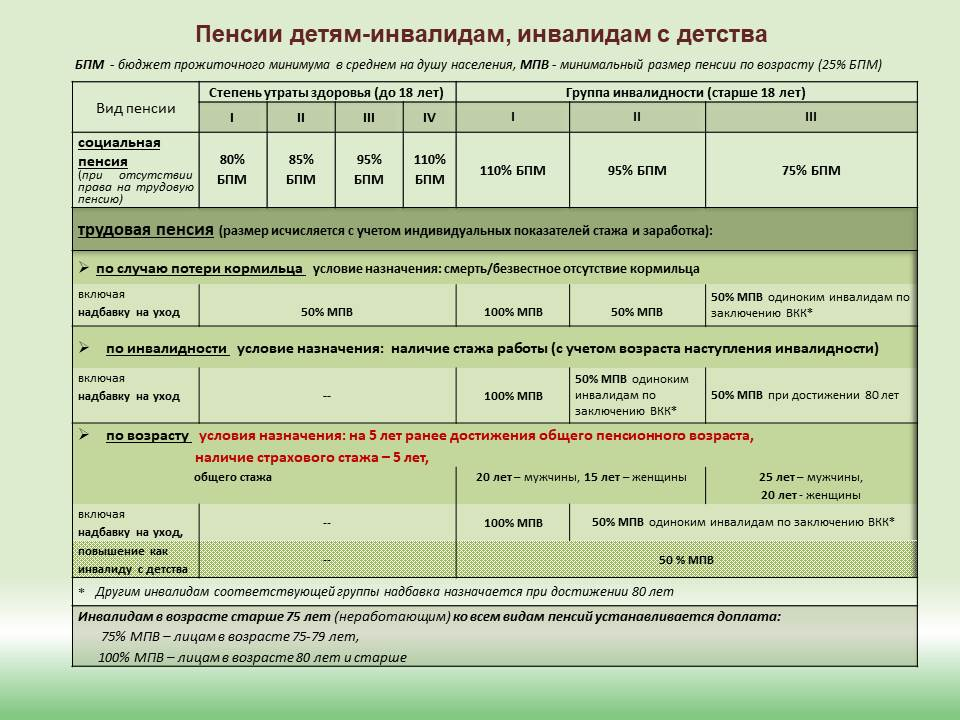 Пенсии детям-инвалидам, инвалидам с детства
БПМ - бюджет прожиточного минимума в среднем на душу населения, МПВ - минимальный размер пенсии по возрасту (25% БПМ)
Вид пенсии
Степень утраты здоровья (до 18 лет)
Группа инвалидности (старше 18 лет)
I II III IV I II III
социальная
пенсия
(при отсутствии
права на трудовую
пенсию)
80%
БПМ
85%
БПМ
95%
БПМ
110%
БПМ
110% БПМ
95% БПМ
75% БПМ
трудовая пенсия (размер исчисляется с учетом индивидуальных показателей стажа и заработка):
➢ по случаю потери кормильца условие назначения: смерть/безвестное отсутствие кормильца
включая
надбавку на уход
50% МПВ
100% МПВ
50% МПВ
50% МПВ одиноким инвалидам по
заключению ВКК*
➢ по инвалидности условие назначения: наличие стажа работы (с учетом возраста наступления инвалидности)
включая
надбавку на уход
--
100% МПВ
50% МПВ одиноким
инвалидам по
заключению ВКК*
50% МПВ при достижении 80 лет
➢ по возрасту условия назначения: на 5 лет ранее достижения общего пенсионного возраста,
наличие страхового стажа – 5 лет,
общего стажа
20 лет – мужчины, 15 лет – женщины
25 лет – мужчины,
20 лет - женщины
включая
надбавку на уход,
--
100% МПВ
50% МПВ одиноким инвалидам по заключению ВКК*
повышение как
инвалиду с детства
--
50 % МПВ
* Другим инвалидам соответствующей группы надбавка назначается при достижении 80 лет
Инвалидам в возрасте старше 75 лет (неработающим) ко всем видам пенсий устанавливается доплата:
75% МПВ – лицам в возрасте 75-79 лет,
100% МПВ – лицам в возрасте 80 лет и старше